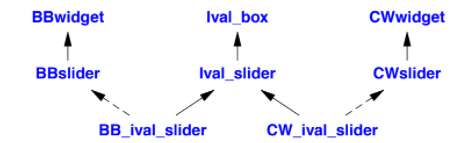 BBwidget Ival_box CWwidget
BBslider Ival_slider CWslider
BB_ival_slider CW_ival_slider